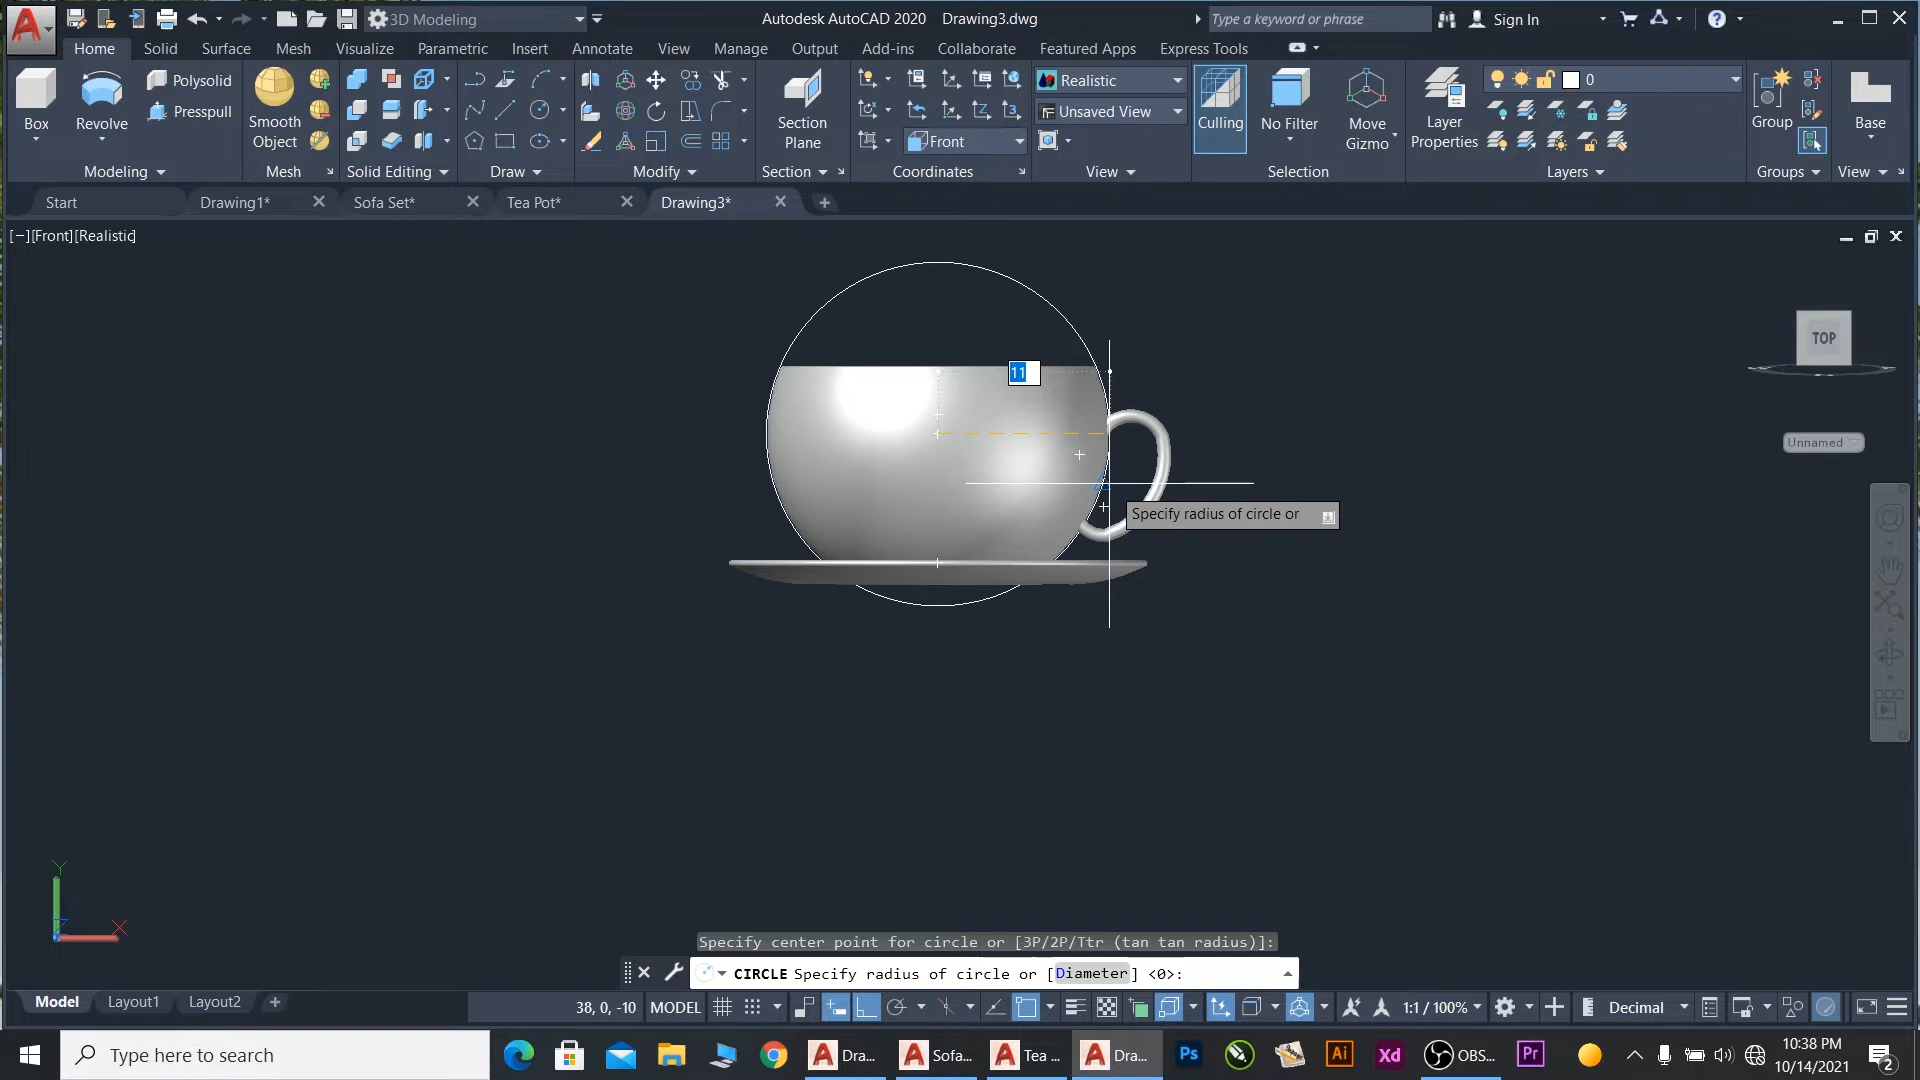 3D Modeling
Autodesk AutoCAD 2020 Drawing3.dwg
Type a keyword or phrase
Sign In
Home Solid Surface Mesh Visualize Parametric Insert Annotate View Manage Output Add-ins Collaborate Featured Apps Express Tools
Box
Revolve
Polysolid
Presspull
Smooth
Object
Section
Plane
Front
Realistic
Unsaved View
Culling
No Filter
Move
Gizmo
Layer
Properties
0
Group
Base
Modeling Mesh Solid Editing Draw Modify Section Coordinates View Selection Layers Groups View
Start Drawing1* Sofa Set* Tea Pot* Drawing3*
[−][Front][Realistic]
TOP
11
Unnamed
Specify radius of circle or
Y
X
Specify center point for circle or [3P/2P/Ttr (tan tan radius)]:
CIRCLE Specify radius of circle or [Diameter] <0>:
Model Layout1 Layout2
38, 0, -10 MODEL
1:1 / 100%
Decimal
Type here to search
Dra...
Sofa...
Tea ...
Dra...
Ps
Ai
Xd
OBS...
Pr
10:38 PM
10/14/2021
2